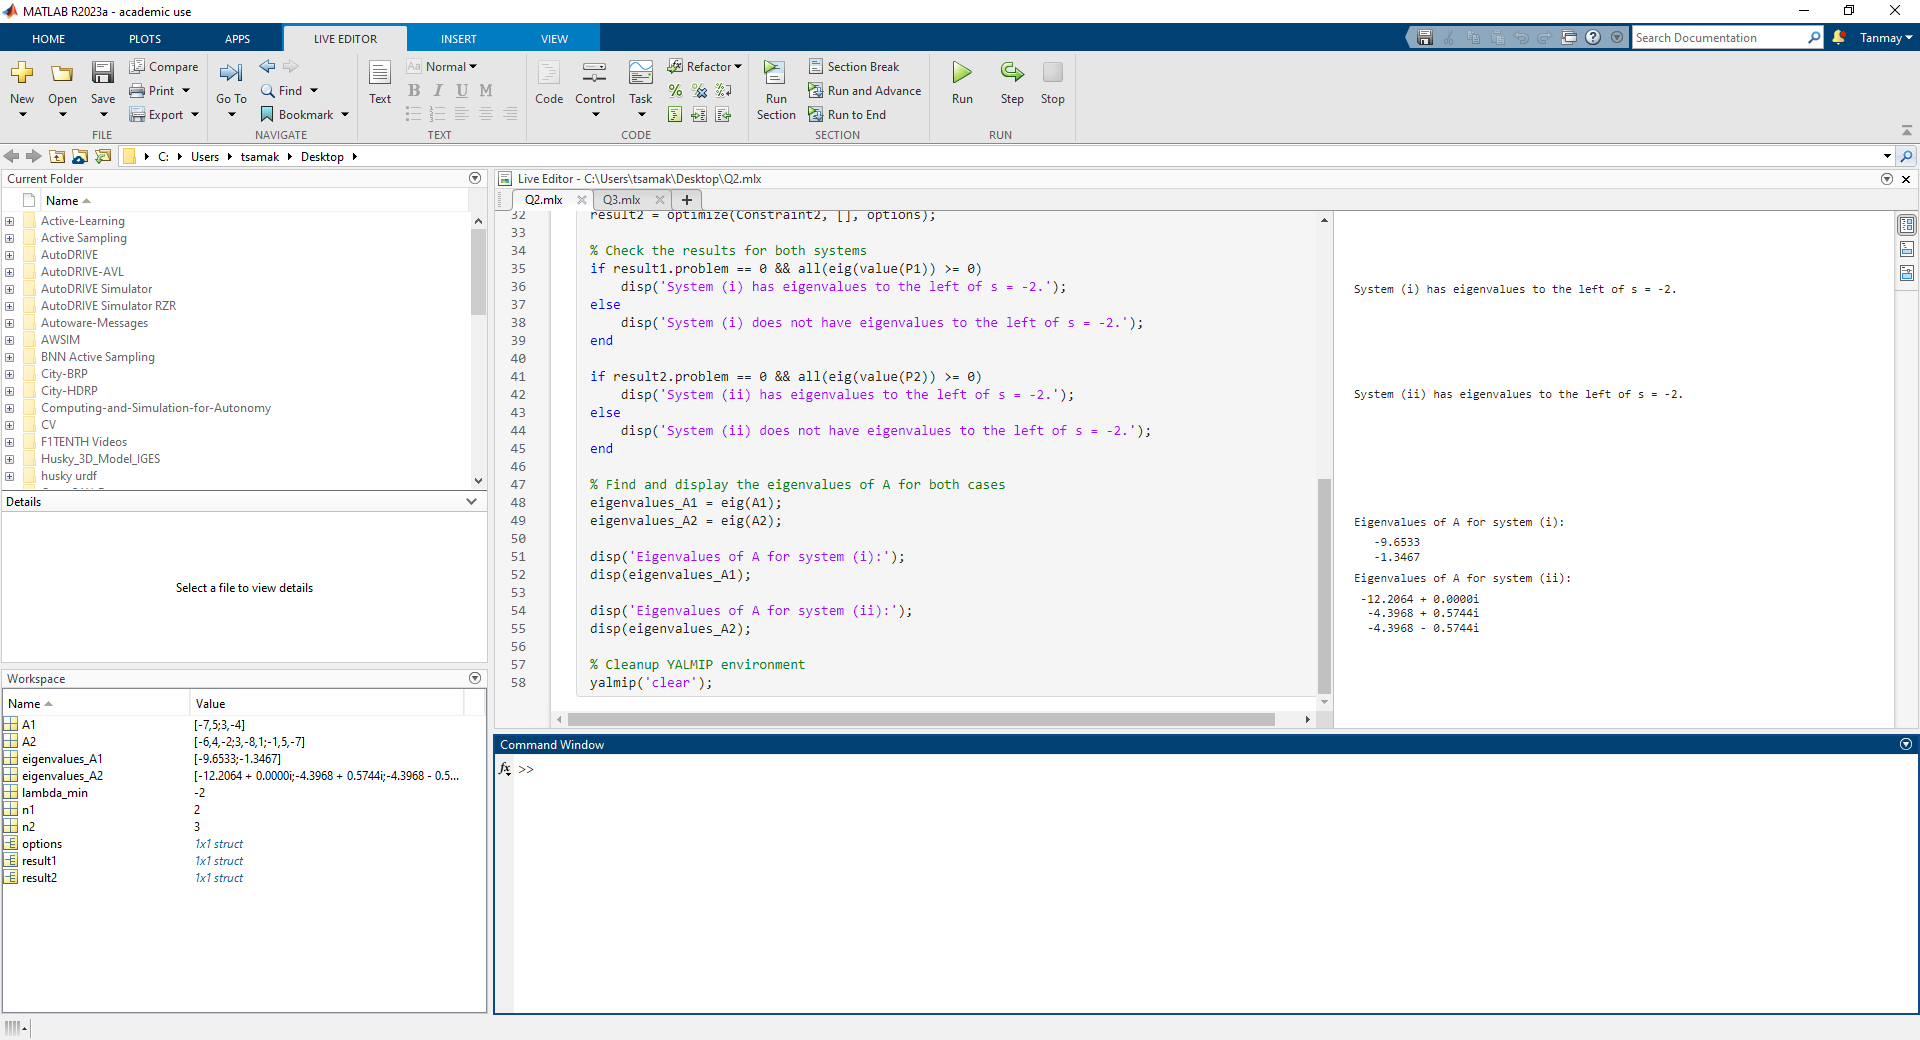 MATLAB R2023a - academic use
HOME
PLOTS
APPS
LIVE EDITOR
INSERT
VIEW
Search Documentation
Tanmay
New
Open
Save
Compare
Print
Export
FILE
Go To
Find
Bookmark
NAVIGATE
Text
Aa Normal
B I U M
TEXT
Code
Control
Task
Refactor
CODE
Run Section
Section Break
Run and Advance
Run to End
SECTION
Run
Step
Stop
RUN
C: Users tsamak Desktop
Current Folder
Name
Active-Learning
Active Sampling
AutoDRIVE
AutoDRIVE-AVL
AutoDRIVE Simulator
AutoDRIVE Simulator RZR
Autoware-Messages
AWSIM
BNN Active Sampling
City-BRP
City-HDRP
Computing-and-Simulation-for-Autonomy
CV
F1TENTH Videos
Husky_3D_Model_IGES
husky urdf
Details
Select a file to view details
Workspace
Name Value
A1 [-7,5;3,-4]
A2 [-6,4,-2;3,-8,1;-1,5,-7]
eigenvalues_A1 [-9.6533;-1.3467]
eigenvalues_A2 [-12.2064 + 0.0000i;-4.3968 + 0.5744i;-4.3968 - 0.5...
lambda_min -2
n1 2
n2 3
options 1x1 struct
result1 1x1 struct
result2 1x1 struct
Live Editor - C:\Users\tsamak\Desktop\Q2.mlx
Q2.mlx
Q3.mlx
32 result2 = optimize(Constraint2, [], options);
33
34 % Check the results for both systems
35 if result1.problem == 0 && all(eig(value(P1)) >= 0)
36 disp('System (i) has eigenvalues to the left of s = -2.');
37 else
38 disp('System (i) does not have eigenvalues to the left of s = -2.');
39 end
40
41 if result2.problem == 0 && all(eig(value(P2)) >= 0)
42 disp('System (ii) has eigenvalues to the left of s = -2.');
43 else
44 disp('System (ii) does not have eigenvalues to the left of s = -2.');
45 end
46
47 % Find and display the eigenvalues of A for both cases
48 eigenvalues_A1 = eig(A1);
49 eigenvalues_A2 = eig(A2);
50
51 disp('Eigenvalues of A for system (i):');
52 disp(eigenvalues_A1);
53
54 disp('Eigenvalues of A for system (ii):');
55 disp(eigenvalues_A2);
56
57 % Cleanup YALMIP environment
58 yalmip('clear');
System (i) has eigenvalues to the left of s = -2.
System (ii) has eigenvalues to the left of s = -2.
Eigenvalues of A for system (i):
-9.6533
-1.3467
Eigenvalues of A for system (ii):
-12.2064 + 0.0000i
-4.3968 + 0.5744i
-4.3968 - 0.5744i
Command Window
fx >>